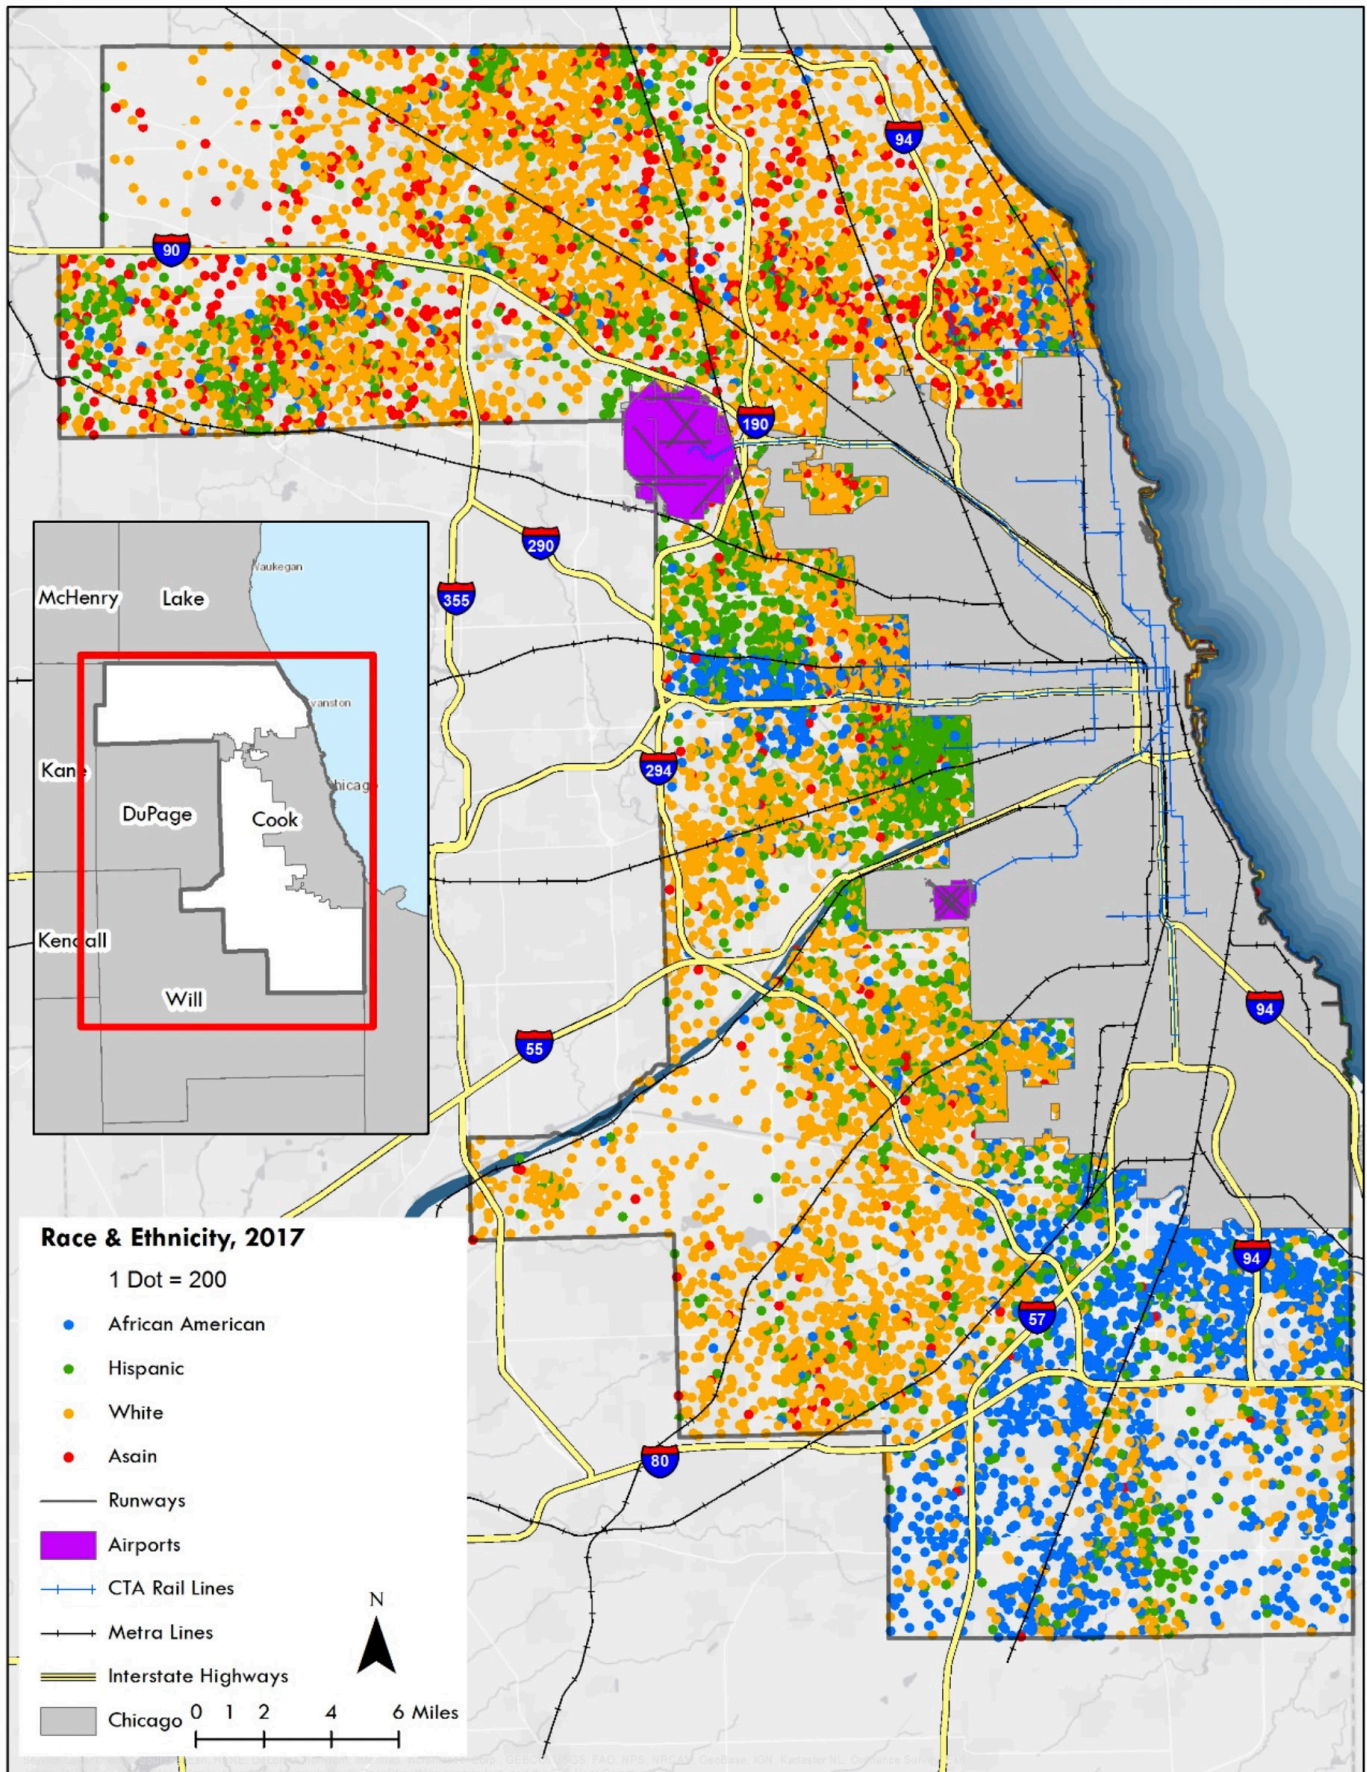 94
90
190
290
355
294
55
94
94
57
80
Waukegan
McHenry
Lake
vanston
Kane
hicag
DuPage
Cook
Kendall
Will
Race & Ethnicity, 2017
1 Dot = 200
African American
Hispanic
White
Asain
Runways
Airports
CTA Rail Lines
Metra Lines
Interstate Highways
Chicago
N
0 1 2 4 6 Miles